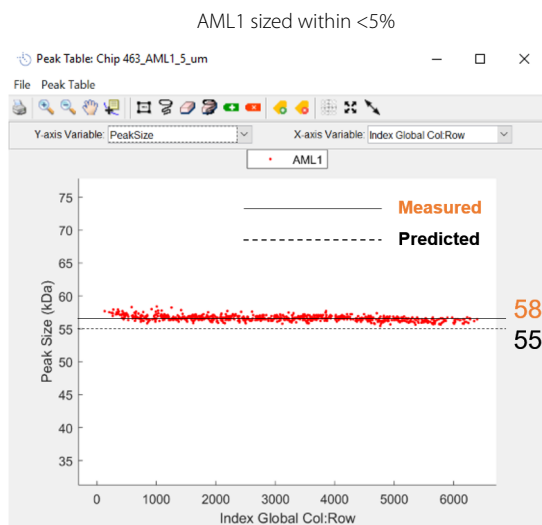 AML1 sized within <5%
Peak Table: Chip 463_AML1_5_um
File Peak Table
Y-axis Variable: PeakSize X-axis Variable: Index Global Col:Row
AML1
75
70
65
60
55
50
45
40
35
Peak Size (kDa)
Measured
Predicted
58
55
0 1000 2000 3000 4000 5000 6000
Index Global Col:Row